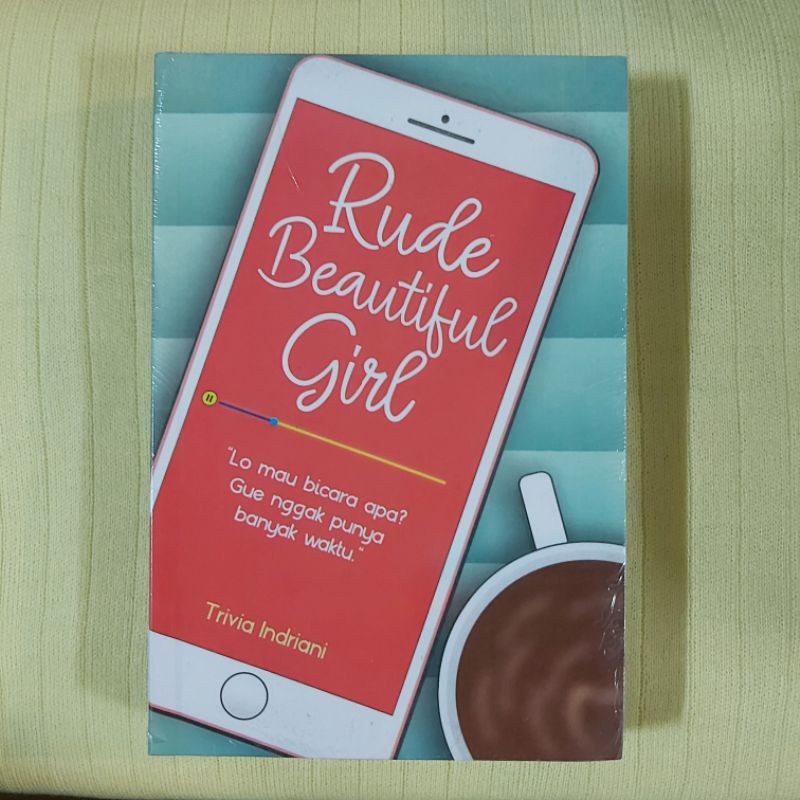 Rude
Beautiful
Girl
"Lo mau bicara apa?
Gue nggak punya
banyak waktu."
Trivia Indriani